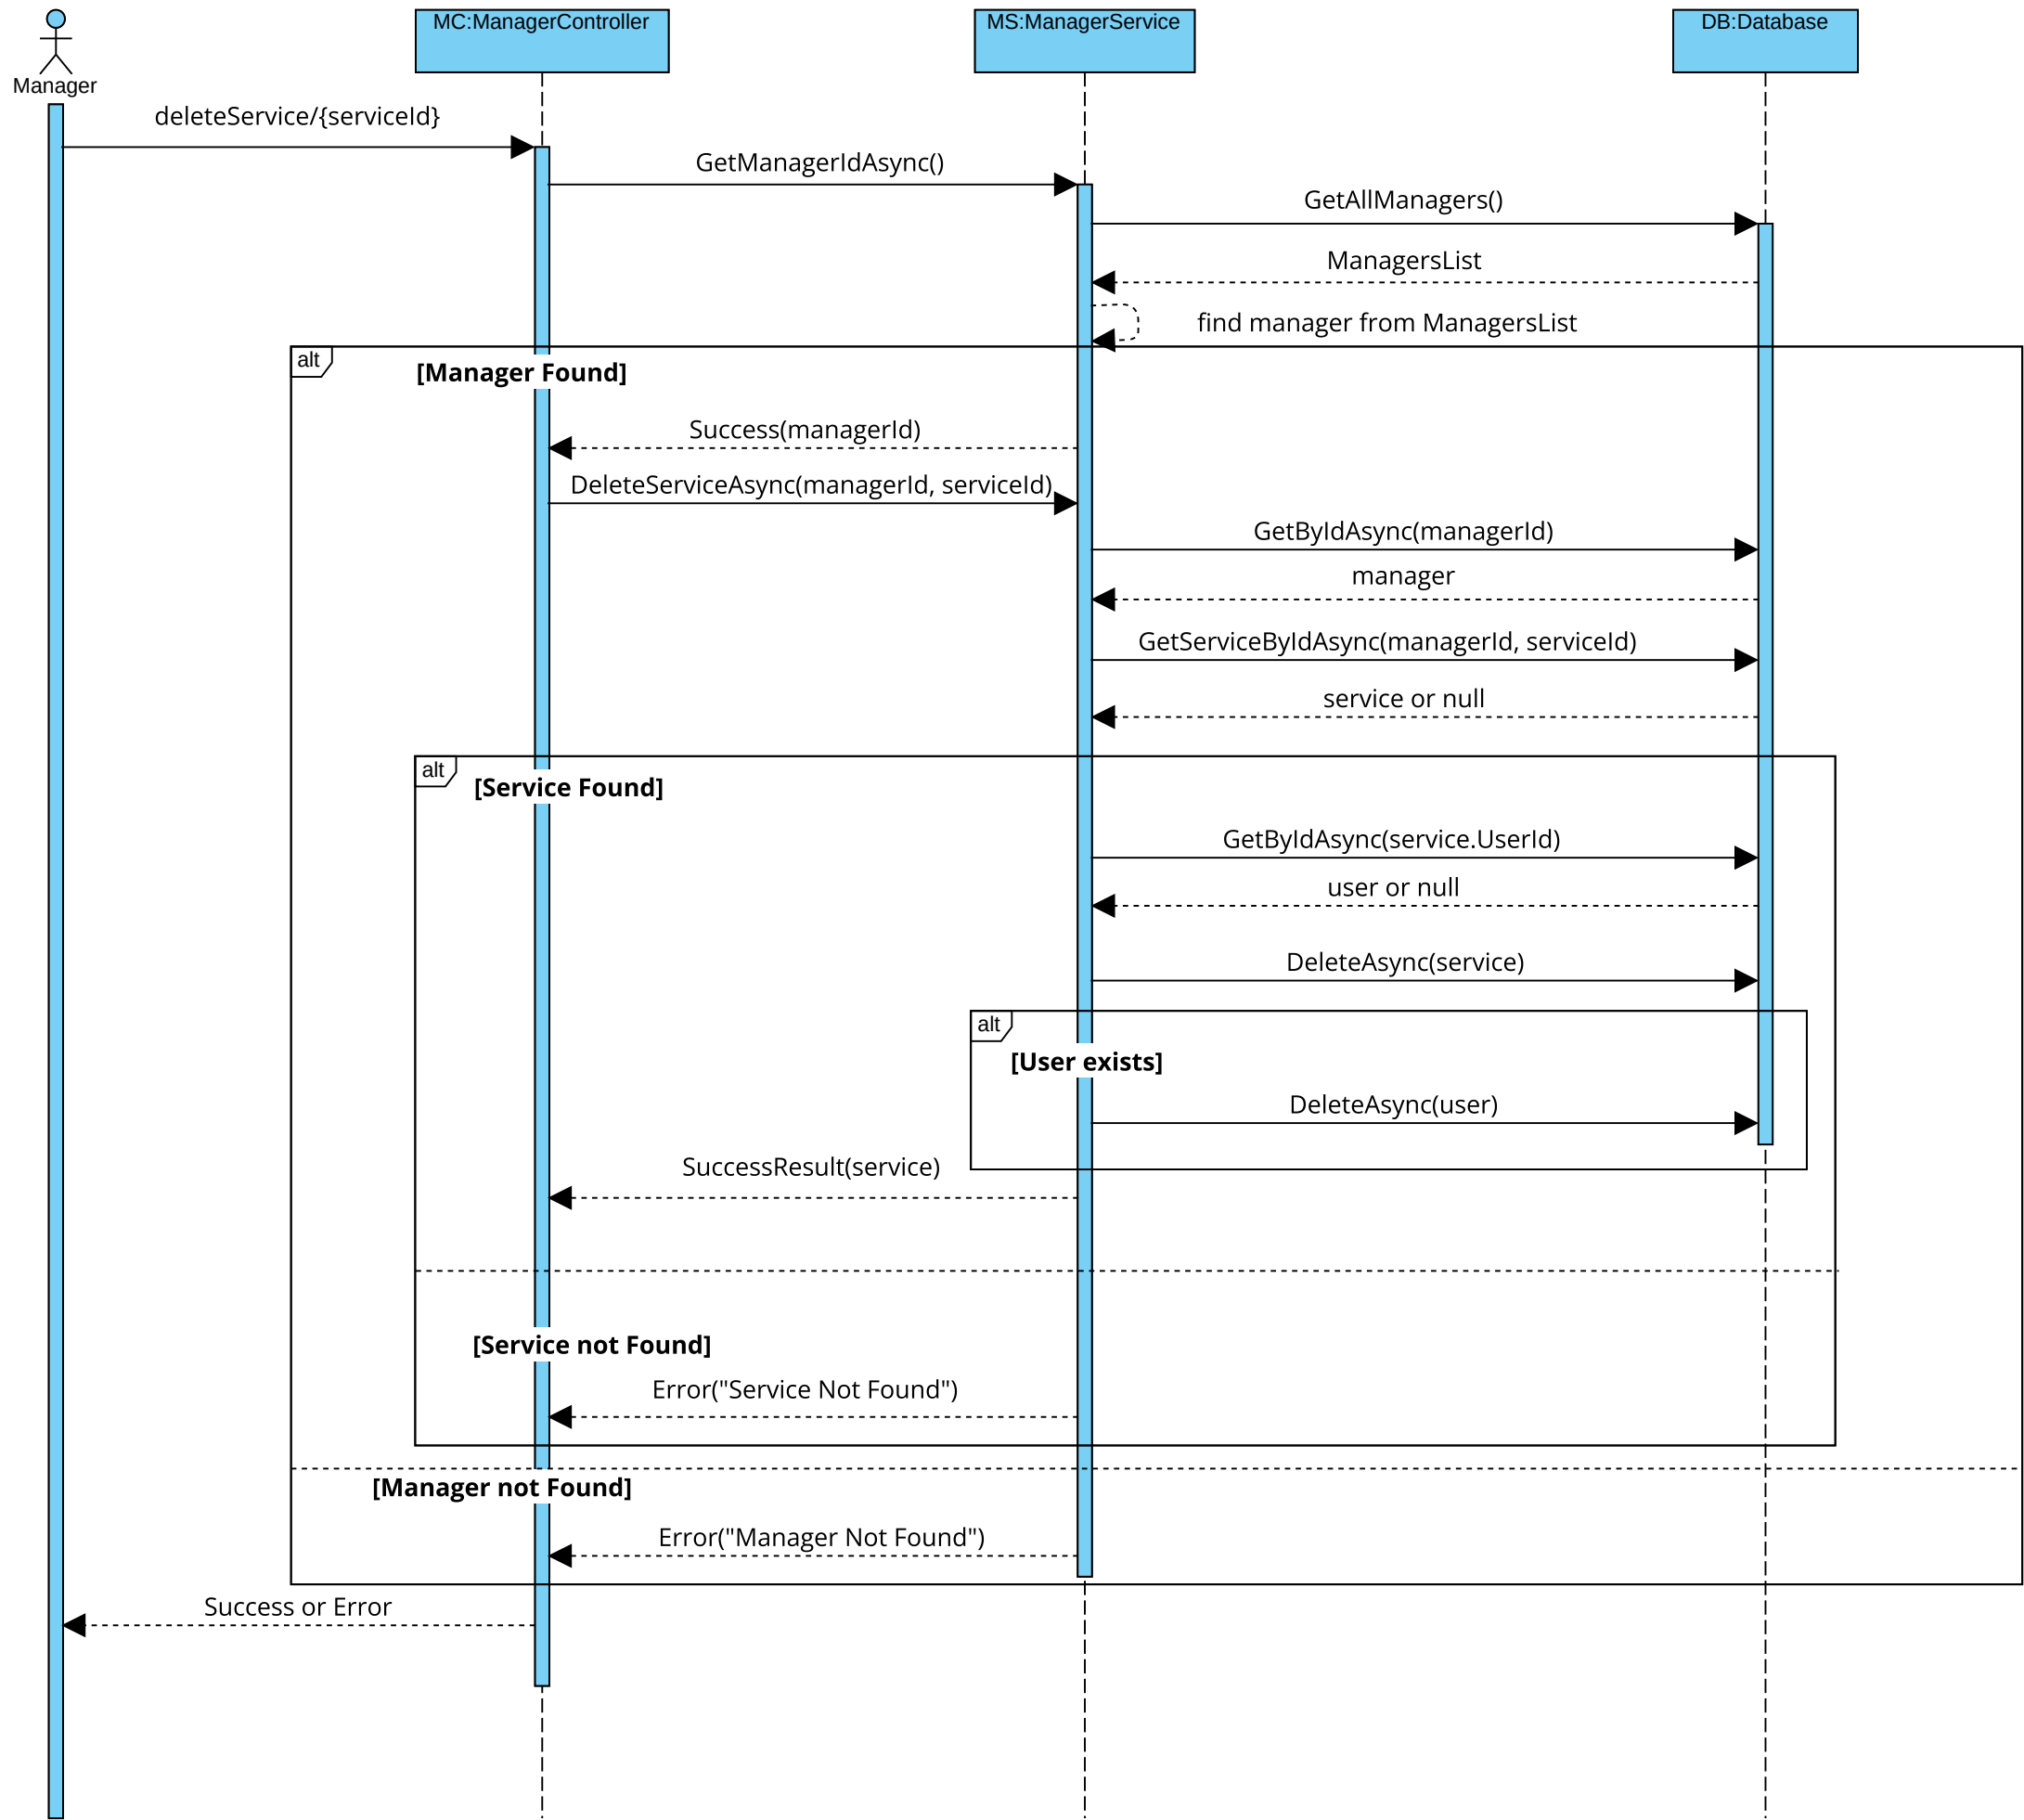 MC:ManagerController
MS:ManagerService
DB:Database
Manager
deleteService/{serviceId}
GetManagerIdAsync()
GetAllManagers()
ManagersList
find manager from ManagersList
alt
[Manager Found]
Success(managerId)
DeleteServiceAsync(managerId, serviceId)
GetByIdAsync(managerId)
manager
GetServiceByIdAsync(managerId, serviceId)
service or null
alt
[Service Found]
GetByIdAsync(service.UserId)
user or null
DeleteAsync(service)
alt
[User exists]
DeleteAsync(user)
SuccessResult(service)
[Service not Found]
Error("Service Not Found")
[Manager not Found]
Error("Manager Not Found")
Success or Error